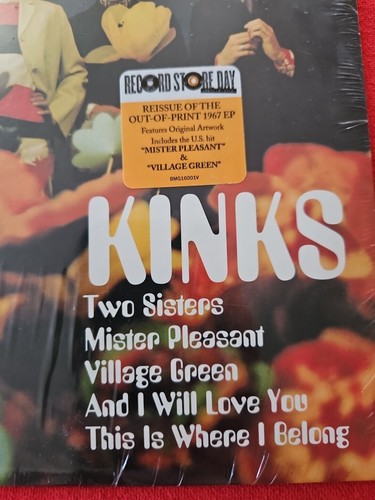 RECORD STORE DAY
REISSUE OF THE
OUT-OF-PRINT 1967 EP
Features Original Artwork
Includes the U.S. hit
"MISTER PLEASANT"
&
"VILLAGE GREEN"
BMG16001V
KINKS
Two Sisters
Mister Pleasant
Village Green
And I Will Love You
This Is Where I Belong